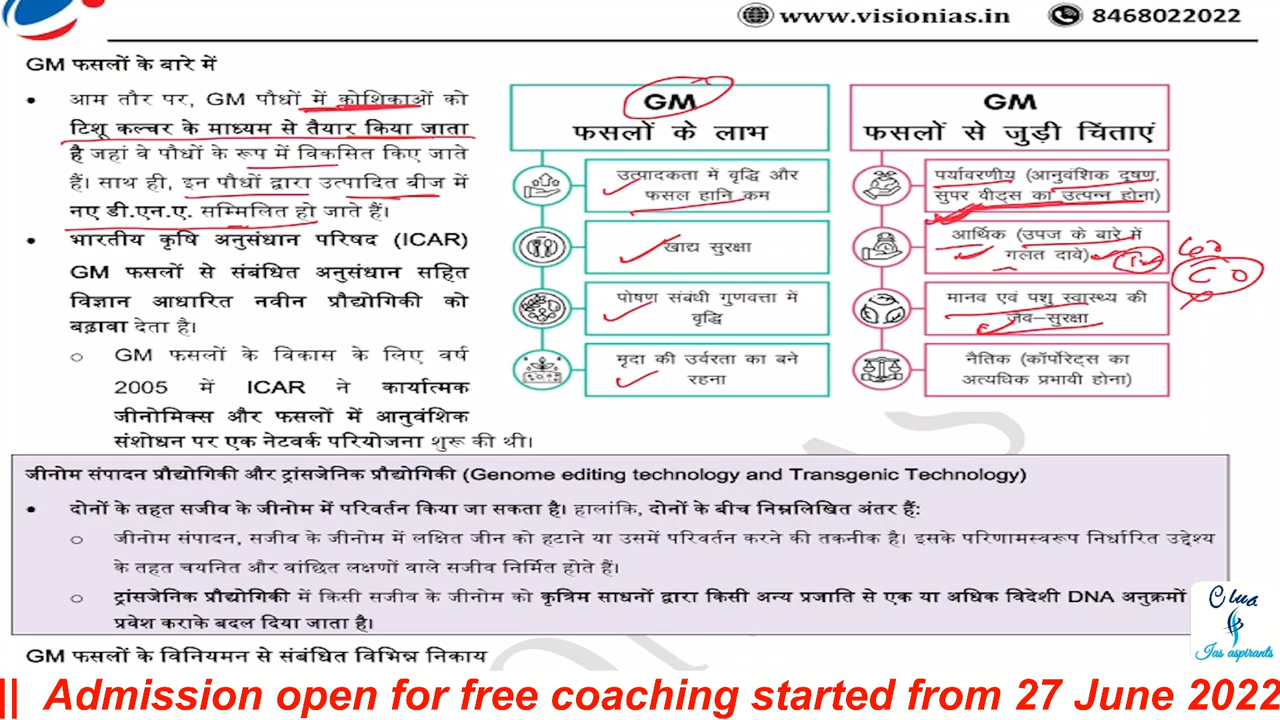 www.visionias.in
8468022022
GM फसलों के बारे में
• आम तौर पर, GM पौधों में कोशिकाओं को
टिशू कल्चर के माध्यम से तैयार किया जाता
है जहां वे पौधों के रूप में विकसित किए जाते
हैं। साथ ही, इन पौधों द्वारा उत्पादित बीज में
नए डी.एन.ए. सम्मिलित हो जाते हैं।
• भारतीय कृषि अनुसंधान परिषद (ICAR)
GM फसलों से संबंधित अनुसंधान सहित
विज्ञान आधारित नवीन प्रौद्योगिकी को
बढ़ावा देता है।
o GM फसलों के विकास के लिए वर्ष
2005 में ICAR ने कार्यात्मक
जीनोमिक्स और फसलों में आनुवंशिक
संशोधन पर एक नेटवर्क परियोजना शुरू की थी।
GM
फसलों के लाभ
उत्पादकता में वृद्धि और
फसल हानि कम
खाद्य सुरक्षा
पोषण संबंधी गुणवत्ता में
वृद्धि
मृदा की उर्वरता का बने
रहना
GM
फसलों से जुड़ी चिंताएं
पर्यावरणीय (आनुवंशिक दूषण,
सुपर वीड्स का उत्पन्न होना)
आर्थिक (उपज के बारे में
गलत दावे)
मानव एवं पशु स्वास्थ्य की
जैव-सुरक्षा
नैतिक (कॉर्पोरेट्स का
अत्यधिक प्रभायी होना)
जीनोम संपादन प्रौद्योगिकी और ट्रांसजेनिक प्रौद्योगिकी (Genome editing technology and Transgenic Technology)
• दोनों के तहत सजीव के जीनोम में परिवर्तन किया जा सकता है। हालांकि, दोनों के बीच निम्नलिखित अंतर हैं:
o जीनोम संपादन, सजीव के जीनोम में लक्षित जीन को हटाने या उसमें परिवर्तन करने की तकनीक है। इसके परिणामस्वरूप निर्धारित उद्देश्य
के तहत चयनित और वांछित लक्षणों वाले सजीव निर्मित होते हैं।
o ट्रांसजेनिक प्रौद्योगिकी में किसी सजीव के जीनोम को कृत्रिम साधनों द्वारा किसी अन्य प्रजाति से एक या अधिक विदेशी DNA अनुक्रमों
प्रवेश कराके बदल दिया जाता है।
GM फसलों के विनियमन से संबंधित विभिन्न निकाय
Ias aspirants
|| Admission open for free coaching started from 27 June 2022